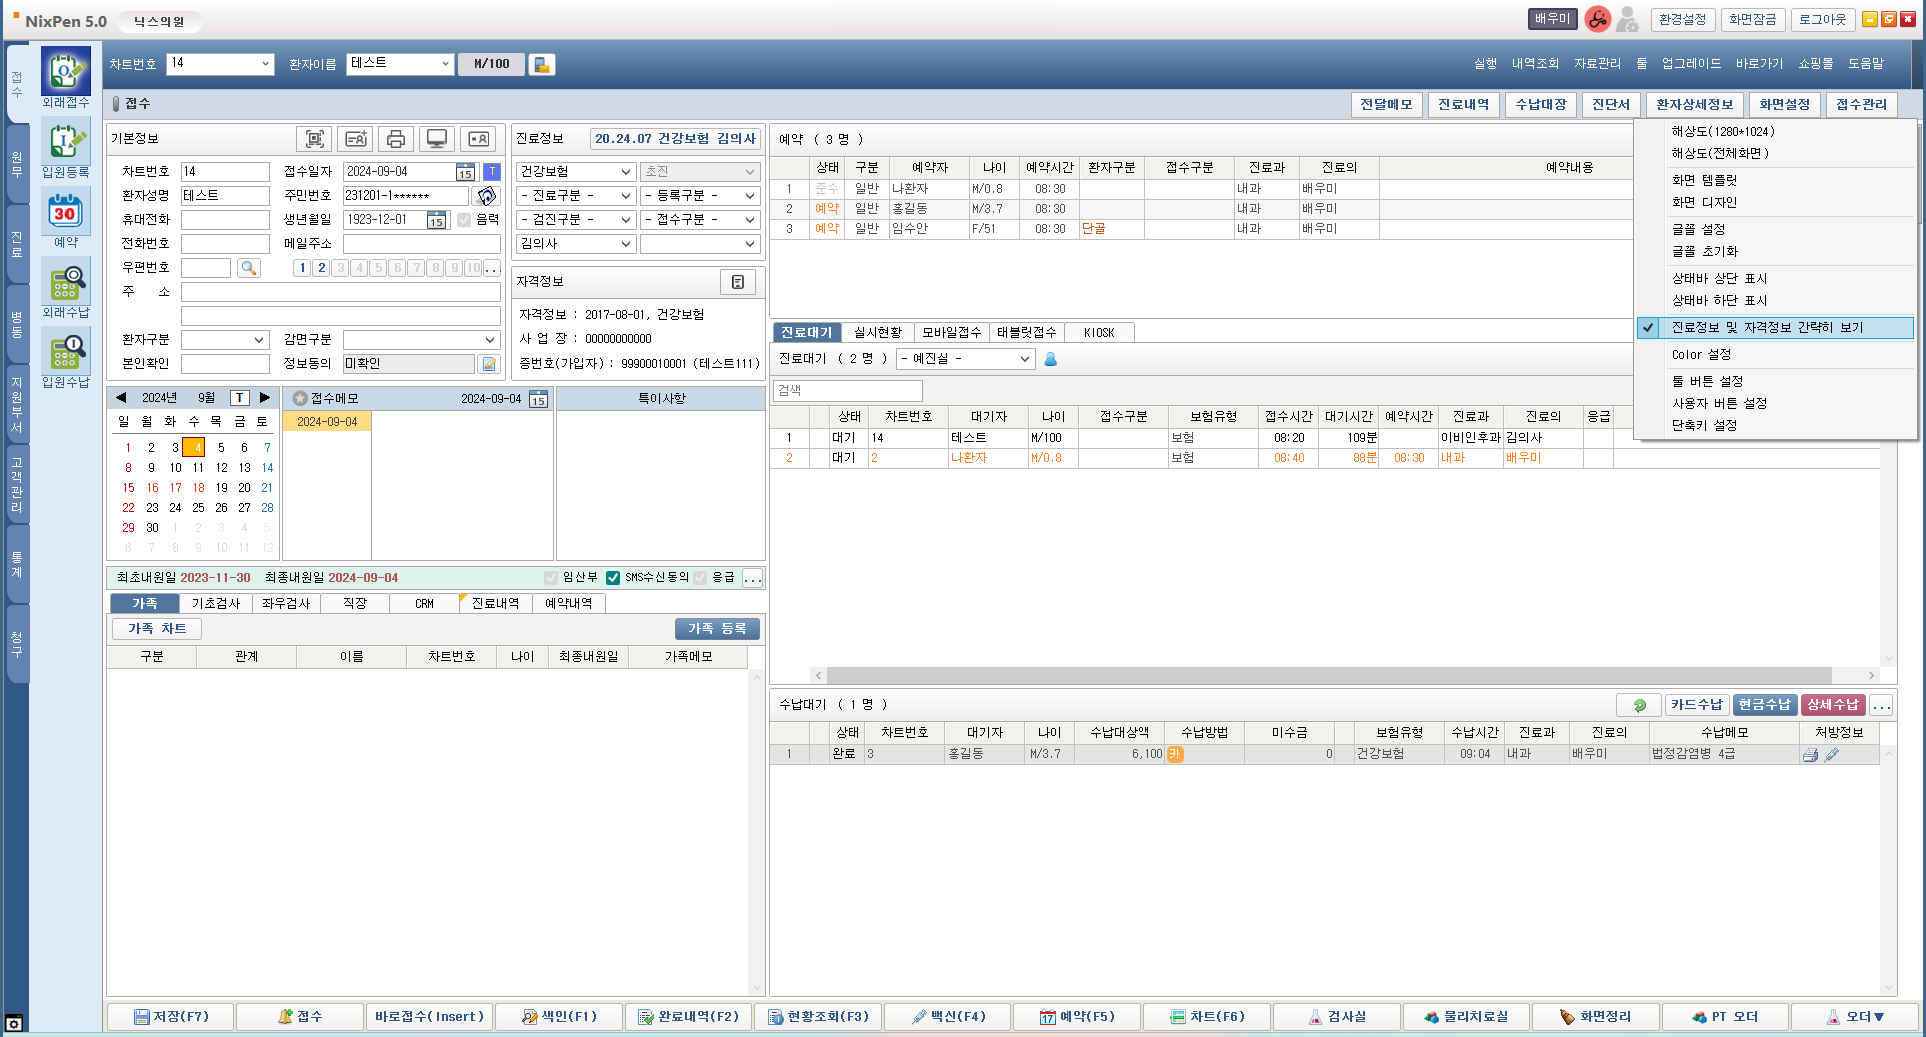 NixPen 5.0 닉스의원 배우미 환경설정 화면잠금 로그아웃
차트번호 14 환자이름 테스트 M/100 실행 내역조회 자료관리 툴 업그레이드 바로가기 쇼핑몰 도움말
접수 전달메모 진료내역 수납대장 진단서 환자상세정보 화면설정 접수관리
접수
원무
진료
병동
지원부서
고객관리
통계
청구
외래접수
입원등록
30
예약
외래수납
입원수납
기본정보
차트번호 14 접수일자 2024-09-04 15 T
환자성명 테스트 주민번호 231201-1******
휴대전화 생년월일 1923-12-01 15 음력
전화번호 메일주소
우편번호 1 2 3 4 5 6 7 8 9 10 ...
주 소
환자구분 감면구분
본인확인 정보동의 미확인
진료정보 20.24.07 건강보험 김의사
건강보험 초진
- 진료구분 - - 등록구분 -
- 검진구분 - - 접수구분 -
김의사
자격정보
자격정보 : 2017-08-01, 건강보험
사 업 장 : 00000000000
증번호(가입자) : 99900010001 (테스트111)
◀ 2024년 9월 T ▶
일 월 화 수 목 금 토
1 2 3 4 5 6 7
8 9 10 11 12 13 14
15 16 17 18 19 20 21
22 23 24 25 26 27 28
29 30 1 2 3 4 5
6 7 8 9 10 11 12
접수메모 2024-09-04 15
2024-09-04
특이사항
최초내원일 2023-11-30 최종내원일 2024-09-04 임산부 SMS수신동의 응급 ...
가족 기초검사 좌우검사 직장 CRM 진료내역 예약내역
가족 차트 가족 등록
구분 관계 이름 차트번호 나이 최종내원일 가족메모
예약 ( 3 명 )
상태 구분 예약자 나이 예약시간 환자구분 접수구분 진료과 진료의 예약내용
1 준수 일반 나환자 M/0.8 08:30 내과 배우미
2 예약 일반 홍길동 M/3.7 08:30 내과 배우미
3 예약 일반 임수안 F/51 08:30 단골 내과 배우미
해상도(1280*1024)
해상도(전체화면)
화면 템플릿
화면 디자인
글꼴 설정
글꼴 초기화
상태바 상단 표시
상태바 하단 표시
진료정보 및 자격정보 간략히 보기
Color 설정
툴 버튼 설정
사용자 버튼 설정
단축키 설정
진료대기 실시현황 모바일접수 태블릿접수 KIOSK
진료대기 ( 2 명 ) - 예진실 -
검색
상태 차트번호 대기자 나이 접수구분 보험유형 접수시간 대기시간 예약시간 진료과 진료의 응급
1 대기 14 테스트 M/100 보험 08:20 109분 이비인후과 김의사
2 대기 2 나환자 M/0.8 보험 08:40 88분 08:30 내과 배우미
수납대기 ( 1 명 ) 카드수납 현금수납 상세수납 ...
상태 차트번호 대기자 나이 수납대상액 수납방법 미수금 보험유형 수납시간 진료과 진료의 수납메모 처방정보
1 완료 3 홍길동 M/3.7 6,100 카 0 건강보험 09:04 내과 배우미 법정감염병 4급
저장(F7) 접수 바로접수(Insert) 색인(F1) 완료내역(F2) 현황조회(F3) 백신(F4) 예약(F5) 차트(F6) 검사실 물리치료실 화면정리 PT 오더 오더▼